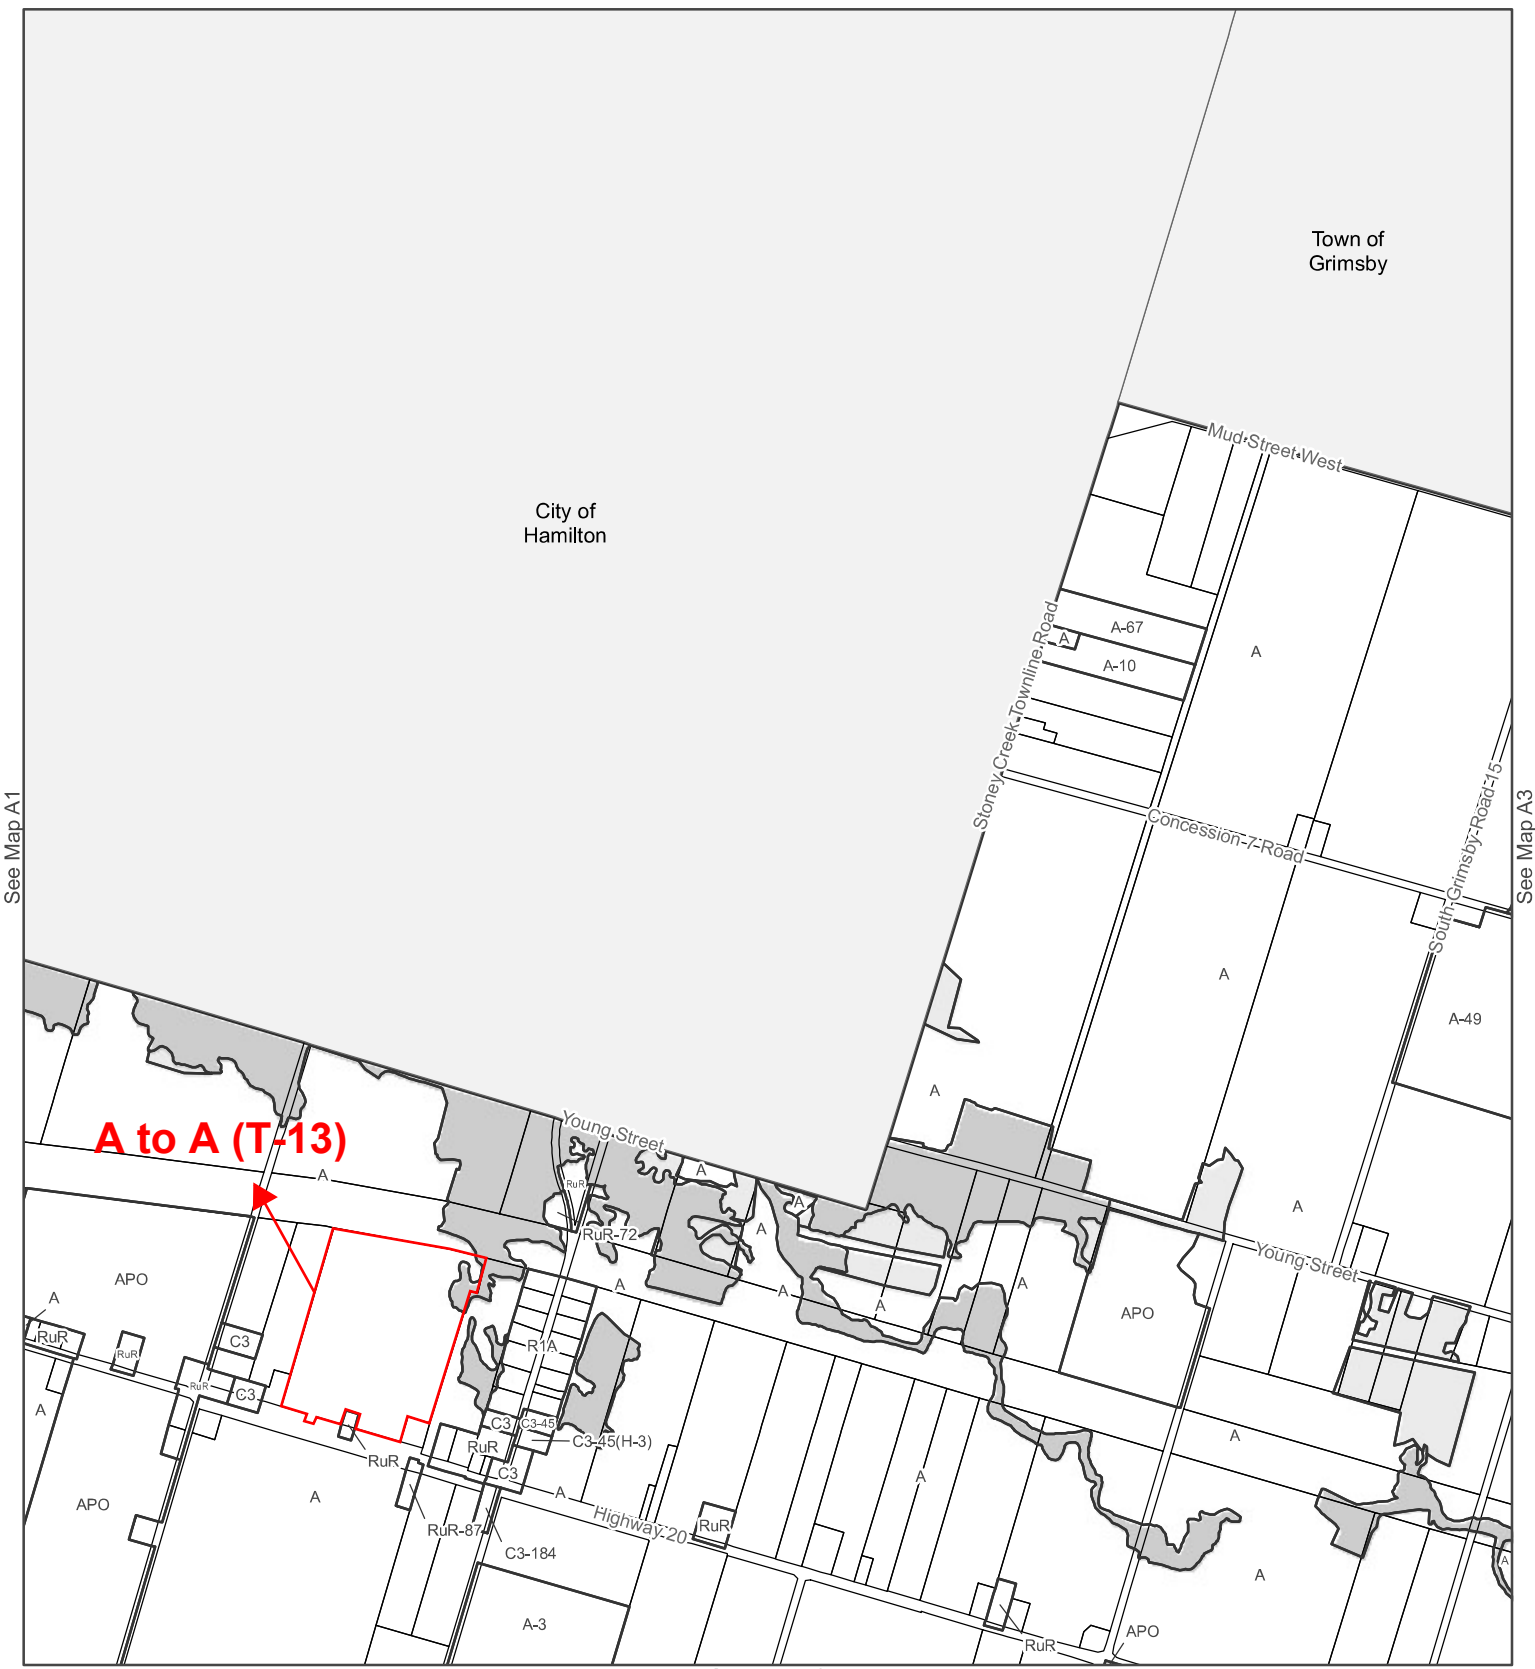 Town of
Grimsby
Mud Street West
City of
Hamilton
A-67
A
A-10
A
Stoney Creek Townline Road
See Map A1
See Map A3
Concession 7 Road
South Grimsby Road 15
A
A-49
A
Young Street
A to A (T-13)
A
A
RuR
A
A
A
RuR-72
A
Young Street
APO
A
A
A
A
APO
A
RuR
RuR
C3
R1A
RuR
C3
A
C3
C3-45
C3-45(H-3)
RuR
RuR
C3
A
A
APO
A
A
Highway 20
RuR
RuR-87
C3-184
A
A
A-3
RuR
APO